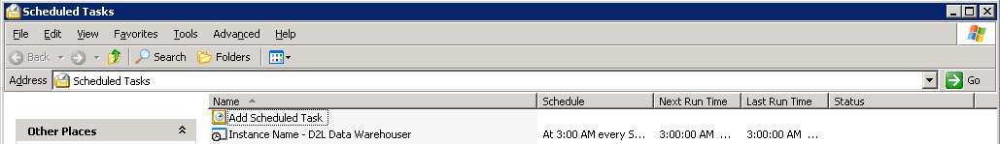 Scheduled Tasks
File Edit View Favorites Tools Advanced Help
Back Search Folders
Address Scheduled Tasks Go
Name Schedule Next Run Time Last Run Time Status
Add Scheduled Task
Other Places
Instance Name - D2L Data Warehouser At 3:00 AM every S... 3:00:00 AM ... 3:00:00 AM ...